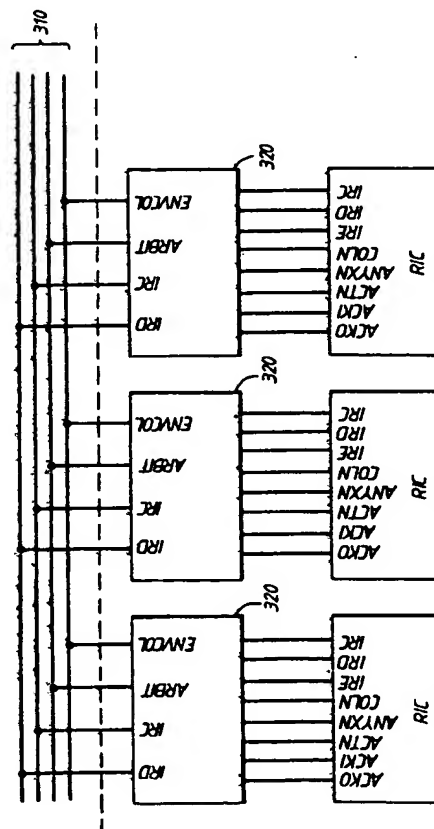 310
320
IRD
IRC
ARBIT
ENVCOL
ACKO
ACKI
ACTN
ANYXN
COLN
IRE
IRD
IRC
RIC
320
IRD
IRC
ARBIT
ENVCOL
ACKO
ACKI
ACTN
ANYXN
COLN
IRE
IRD
IRC
RIC
320
IRD
IRC
ARBIT
ENVCOL
ACKO
ACKI
ACTN
ANYXN
COLN
IRE
IRD
IRC
RIC